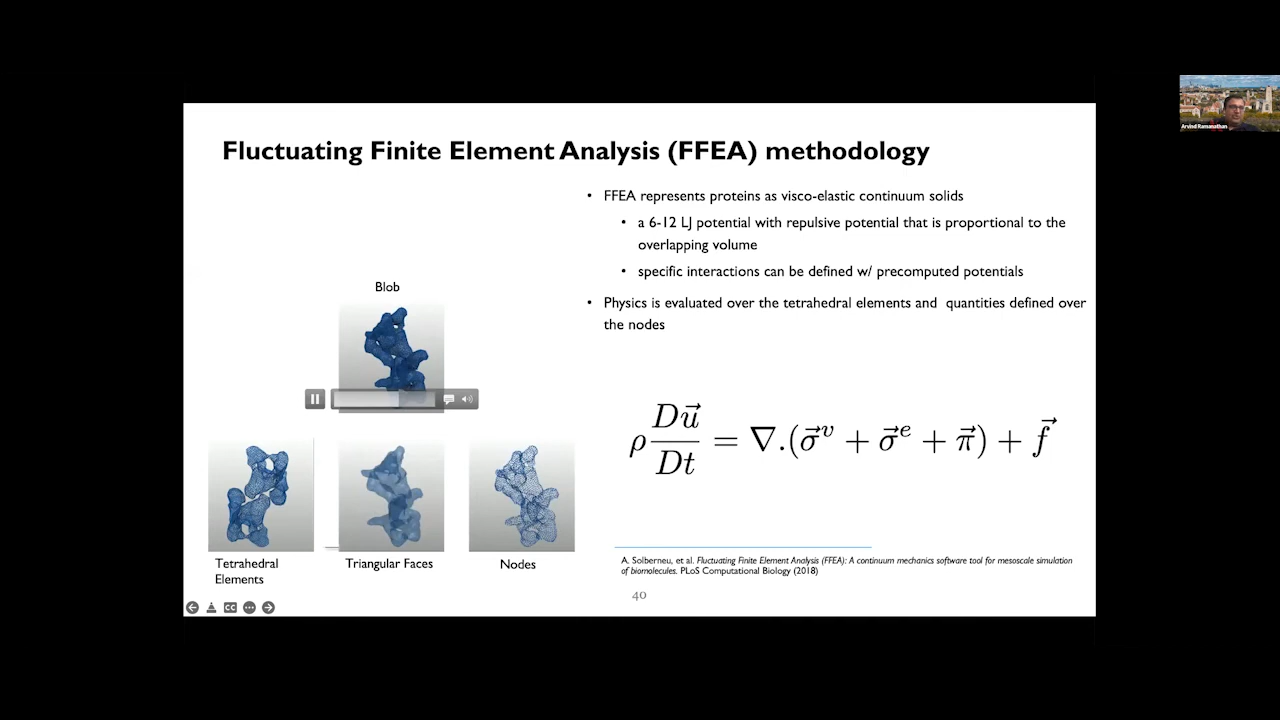 Fluctuating Finite Element Analysis (FFEA) methodology
• FFEA represents proteins as visco-elastic continuum solids
• a 6-12 LJ potential with repulsive potential that is proportional to the
overlapping volume
• specific interactions can be defined w/ precomputed potentials
• Physics is evaluated over the tetrahedral elements and quantities defined over
the nodes
Blob
ρ Du⃗/Dt = ∇.(σ⃗ᵛ + σ⃗ᵉ + π⃗) + f⃗
Tetrahedral
Elements
Triangular Faces
Nodes
A. Solberneu, et al. Fluctuating Finite Element Analysis (FFEA): A continuum mechanics software tool for mesoscale simulation
of biomolecules. PLoS Computational Biology (2018)
40
CC
Arvind Ramanathan